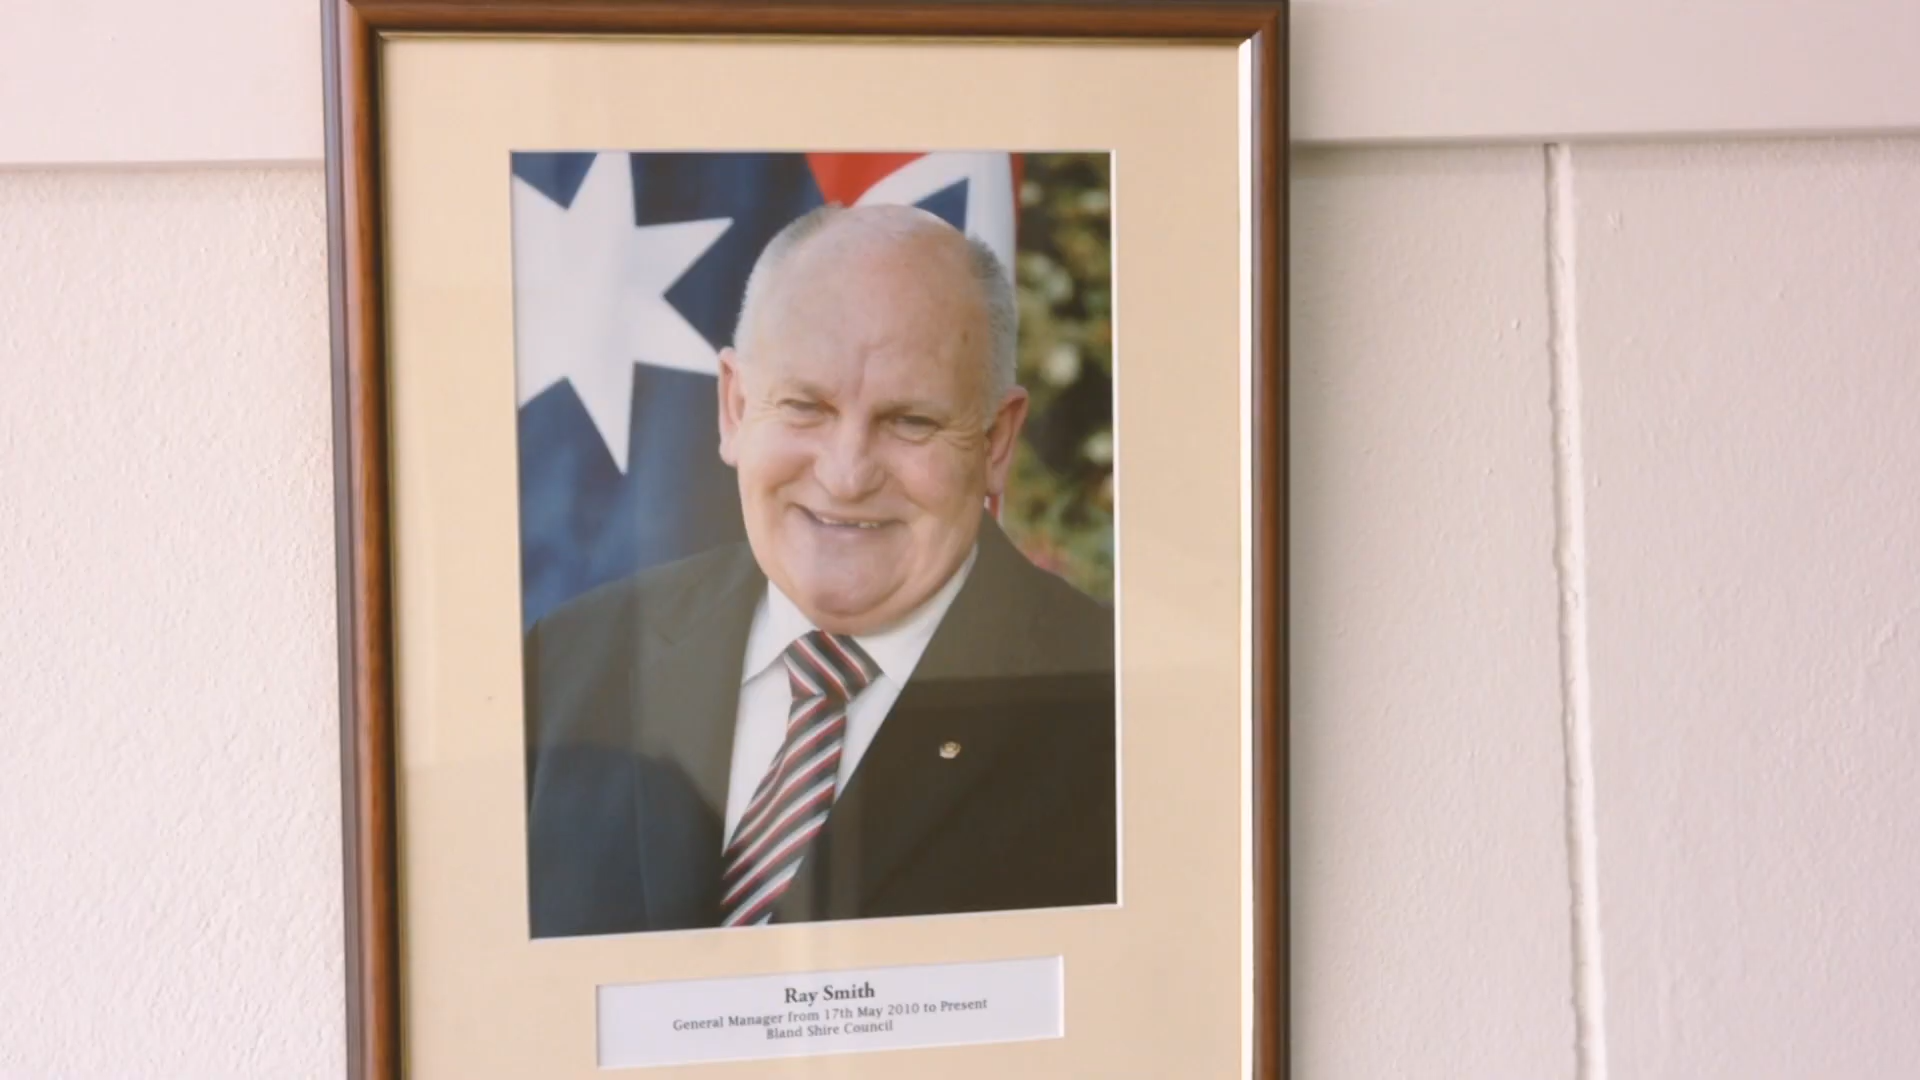 Ray Smith
General Manager from 17th May 2010 to Present
Bland Shire Council